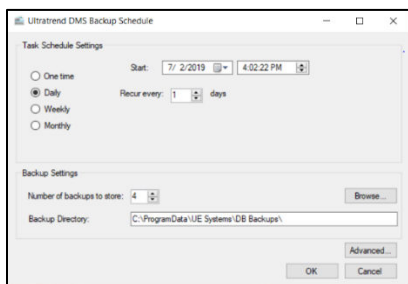 Ultratrend DMS Backup Schedule
Task Schedule Settings
One time
Start: 7/ 2/2019 4:02:22 PM
Daily
Recur every: 1 days
Weekly
Monthly
Backup Settings
Number of backups to store: 4 Browse...
Backup Directory: C:\ProgramData\UE Systems\DB Backups\
Advanced...
OK Cancel